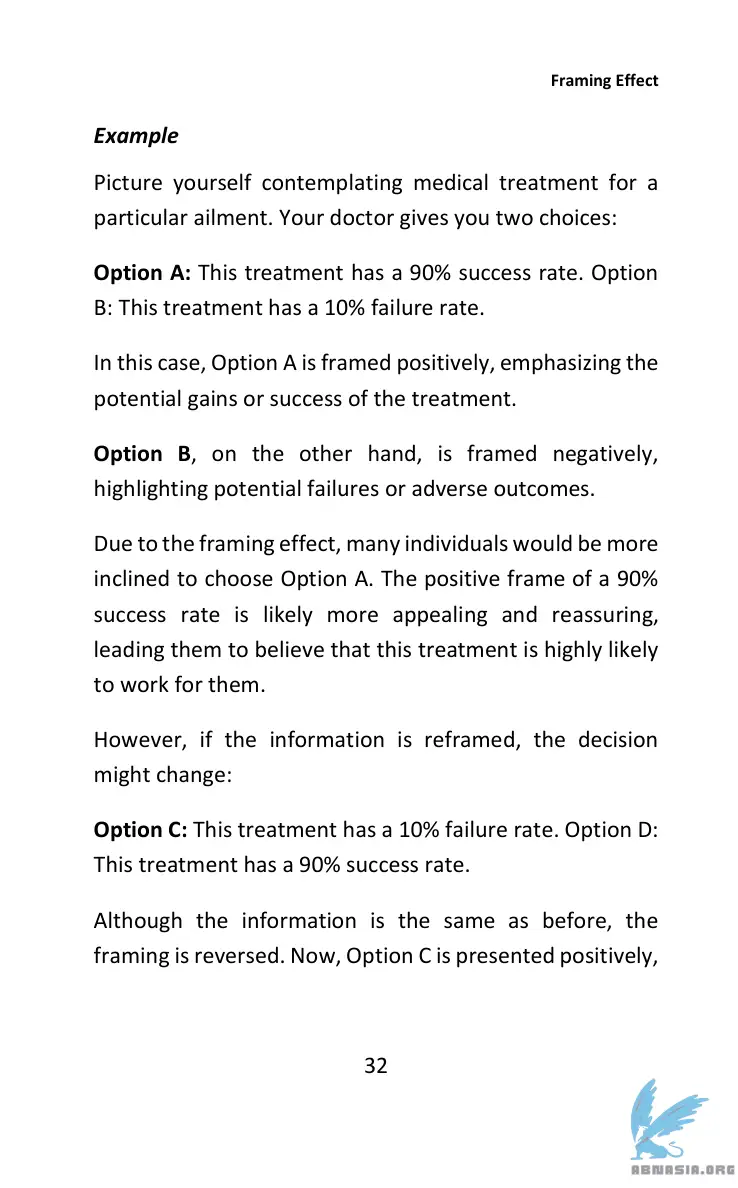 Framing Effect
Example
Picture yourself contemplating medical treatment for a
particular ailment. Your doctor gives you two choices:
Option A: This treatment has a 90% success rate. Option
B: This treatment has a 10% failure rate.
In this case, Option A is framed positively, emphasizing the
potential gains or success of the treatment.
Option B, on the other hand, is framed negatively,
highlighting potential failures or adverse outcomes.
Due to the framing effect, many individuals would be more
inclined to choose Option A. The positive frame of a 90%
success rate is likely more appealing and reassuring,
leading them to believe that this treatment is highly likely
to work for them.
However, if the information is reframed, the decision
might change:
Option C: This treatment has a 10% failure rate. Option D:
This treatment has a 90% success rate.
Although the information is the same as before, the
framing is reversed. Now, Option C is presented positively,
32
ABNASIA.ORG